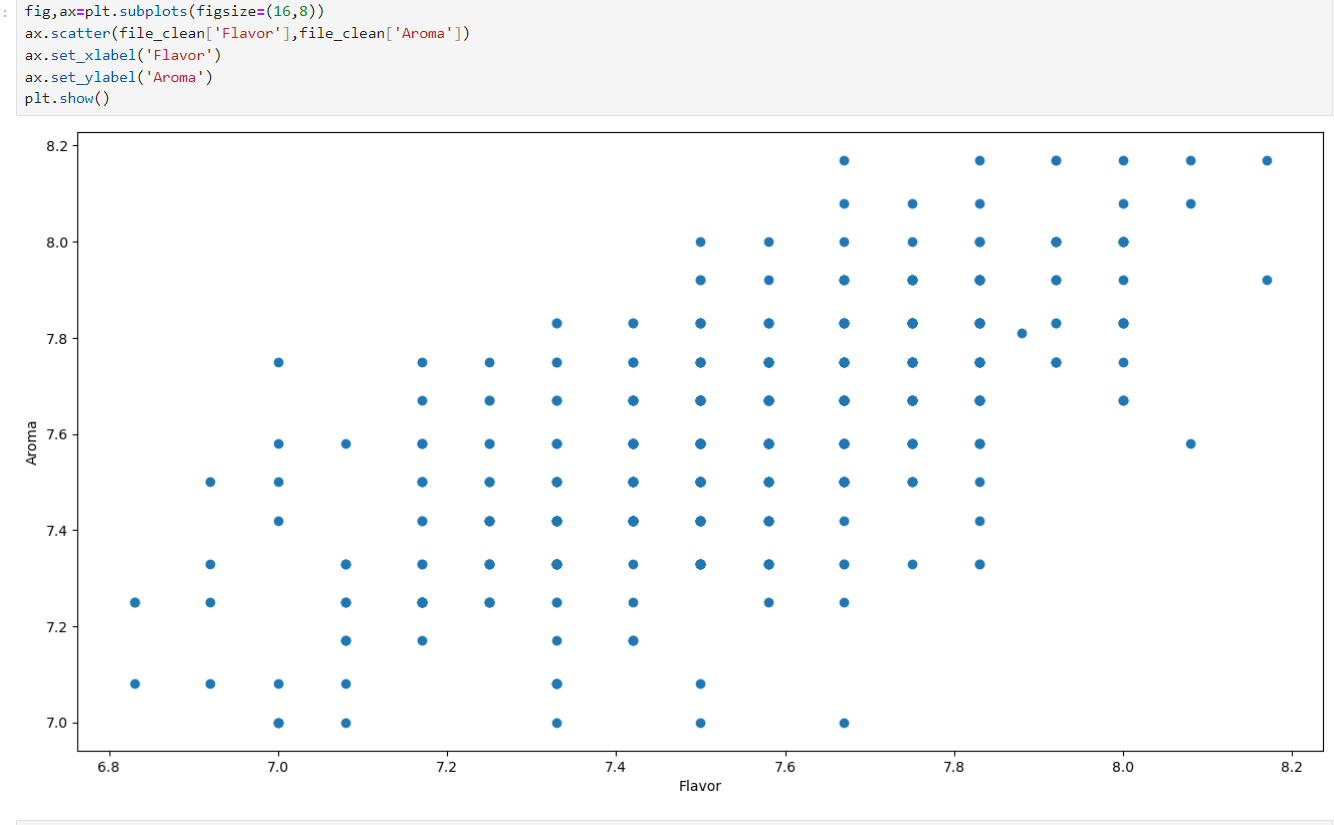 :
fig,ax=plt.subplots(figsize=(16,8))
ax.scatter(file_clean['Flavor'],file_clean['Aroma'])
ax.set_xlabel('Flavor')
ax.set_ylabel('Aroma')
plt.show()
8.2
8.0
7.8
7.6
7.4
7.2
7.0
Aroma
6.8 7.0 7.2 7.4 7.6 7.8 8.0 8.2
Flavor